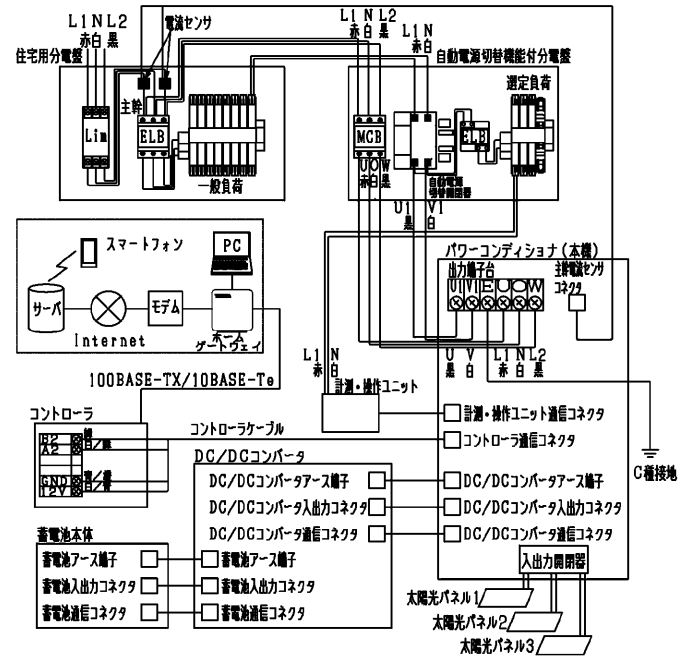 L1 N L2
赤白 黒
電流センサ
L1 N L2
赤白 黒
L1 N
赤白
住宅用分電盤
自動電源切替機能付分電盤
選定負荷
主幹
Lim
ELB
MCB
ELB
一般負荷
U O W
赤白黒
自動電源
切替開閉器
U1 V1
黒 白
スマートフォン
PC
サーバ
モデム
ホーム
ゲートウェイ
Internet
100BASE-TX/10BASE-Te
パワーコンディショナ(本機)
出力端子台
主幹電流センサ
コネクタ
U1 V1 E U O W
U V L1 N L2
黒 白 赤 白 黒
L1 N
赤 白
計測・操作ユニット
C種接地
コントローラ
コントローラケーブル
B2
A2
GND
12V
計測・操作ユニット通信コネクタ
コントローラ通信コネクタ
DC/DCコンバータ
DC/DCコンバータアース端子
DC/DCコンバータ入出力コネクタ
DC/DCコンバータ通信コネクタ
DC/DCコンバータアース端子
DC/DCコンバータ入出力コネクタ
DC/DCコンバータ通信コネクタ
蓄電池本体
蓄電池アース端子
蓄電池入出力コネクタ
蓄電池通信コネクタ
蓄電池アース端子
蓄電池入出力コネクタ
蓄電池通信コネクタ
入出力開閉器
太陽光パネル1
太陽光パネル2
太陽光パネル3